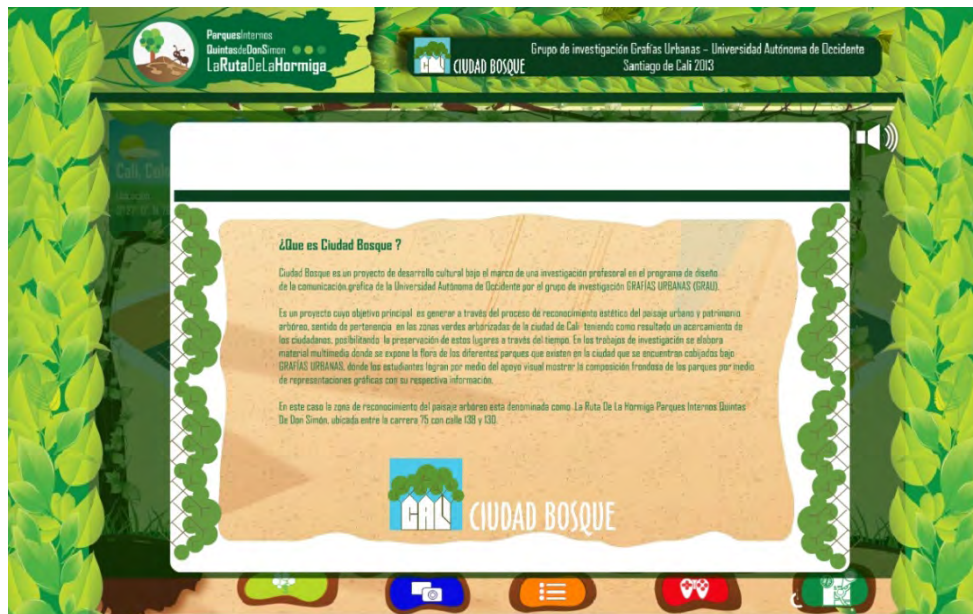 ParquesInternos
QuintasdeDonSimon
LaRutaDeLaHormiga
CALI CIUDAD BOSQUE
Grupo de investigación Grafías Urbanas – Universidad Autónoma de Occidente
Santiago de Cali 2013
Cali, Colo
¿Que es Ciudad Bosque ?
Ciudad Bosque es un proyecto de desarrollo cultural bajo el marco de una investigación profesoral en el programa de diseño
de la comunicación gráfica de la Universidad Autónoma de Occidente por el grupo de investigación GRAFÍAS URBANAS (GRAU).
Es un proyecto cuyo objetivo principal es generar a través del proceso de reconocimiento estético del paisaje urbano y patrimonio
arbóreo, sentido de pertenencia en las zonas verdes arborizadas de la ciudad de Cali teniendo como resultado un acercamiento de
los ciudadanos, posibilitando la preservación de estos lugares a través del tiempo. En los trabajos de investigación se elabora
material multimedia donde se expone la flora de los diferentes parques que existen en la ciudad que se encuentran cobijados bajo
GRAFÍAS URBANAS, donde los estudiantes logran por medio del apoyo visual mostrar la composición frondosa de los parques por medio
de representaciones gráficas con su respectiva información.
En este caso la zona de reconocimiento del paisaje arbóreo está denominada como .La Ruta De La Hormiga Parques Internos Quintas
De Don Simón, ubicada entre la carrera 75 con calle 13B y 130.
CALI CIUDAD BOSQUE